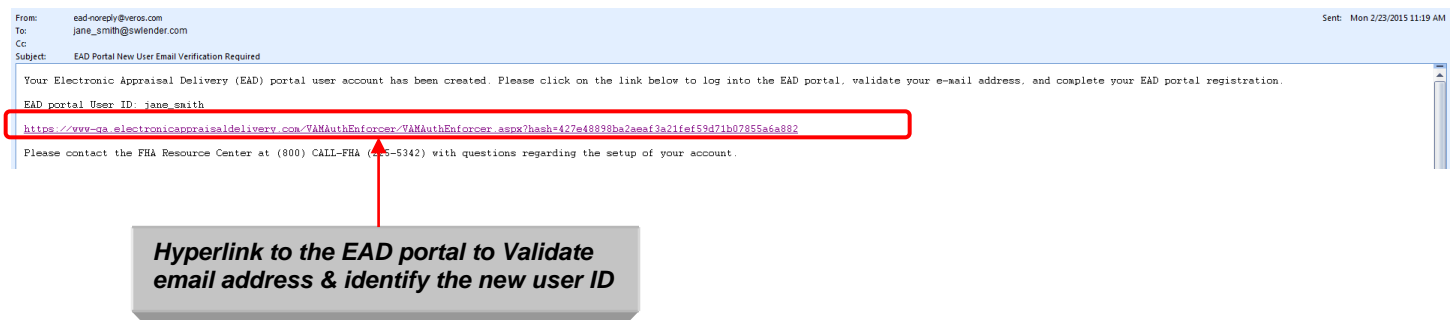 From: ead-noreply@veros.com Sent: Mon 2/23/2015 11:19 AM
To: jane_smith@swlender.com
Cc:
Subject: EAD Portal New User Email Verification Required
Your Electronic Appraisal Delivery (EAD) portal user account has been created. Please click on the link below to log into the EAD portal, validate your e-mail address, and complete your EAD portal registration.
EAD portal User ID: jane_smith
https://www-qa.electronicappraisaldelivery.com/VAMAuthEnforcer/VAMAuthEnforcer.aspx?hash=427e48898ba2aeaf3a21fef59d71b07855a6a882
Please contact the FHA Resource Center at (800) CALL-FHA (225-5342) with questions regarding the setup of your account.
Hyperlink to the EAD portal to Validate
email address & identify the new user ID